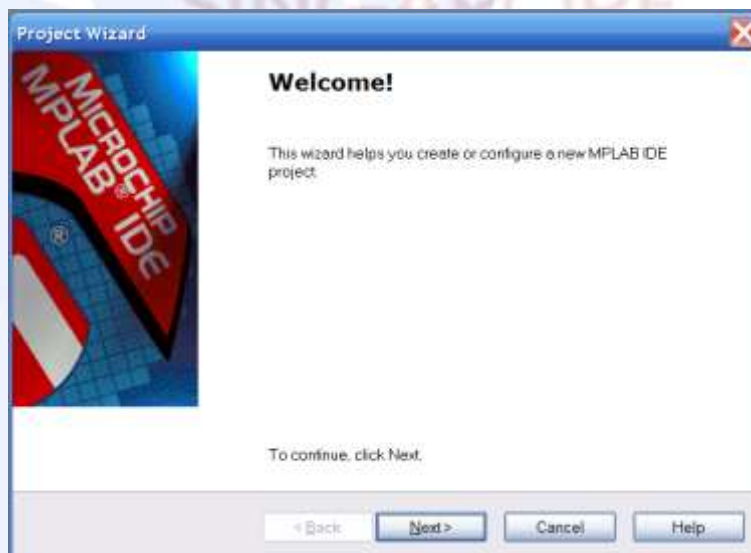 Project Wizard
MICROCHIP
MPLAB® IDE
®
Welcome!
This wizard helps you create or configure a new MPLAB IDE
project
To continue, click Next.
< Back
Next >
Cancel
Help